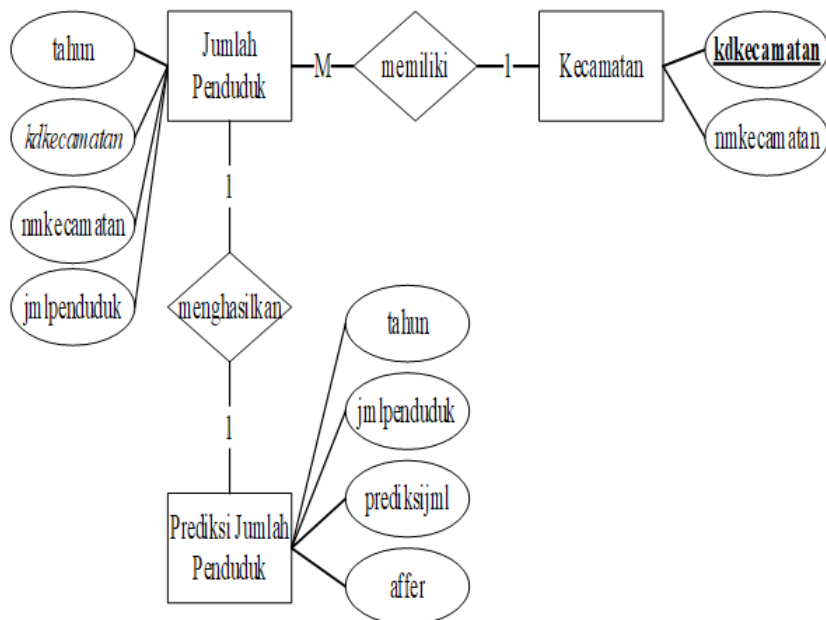 tahun
Jumlah
Penduduk
M
memiliki
1
Kecamatan
kdkecamatan
kdkecamatan
nmkecamatan
nmkecamatan
jmlpenduduk
1
menghasilkan
1
tahun
jmlpenduduk
prediksijml
affer
Prediksi Jumlah
Penduduk